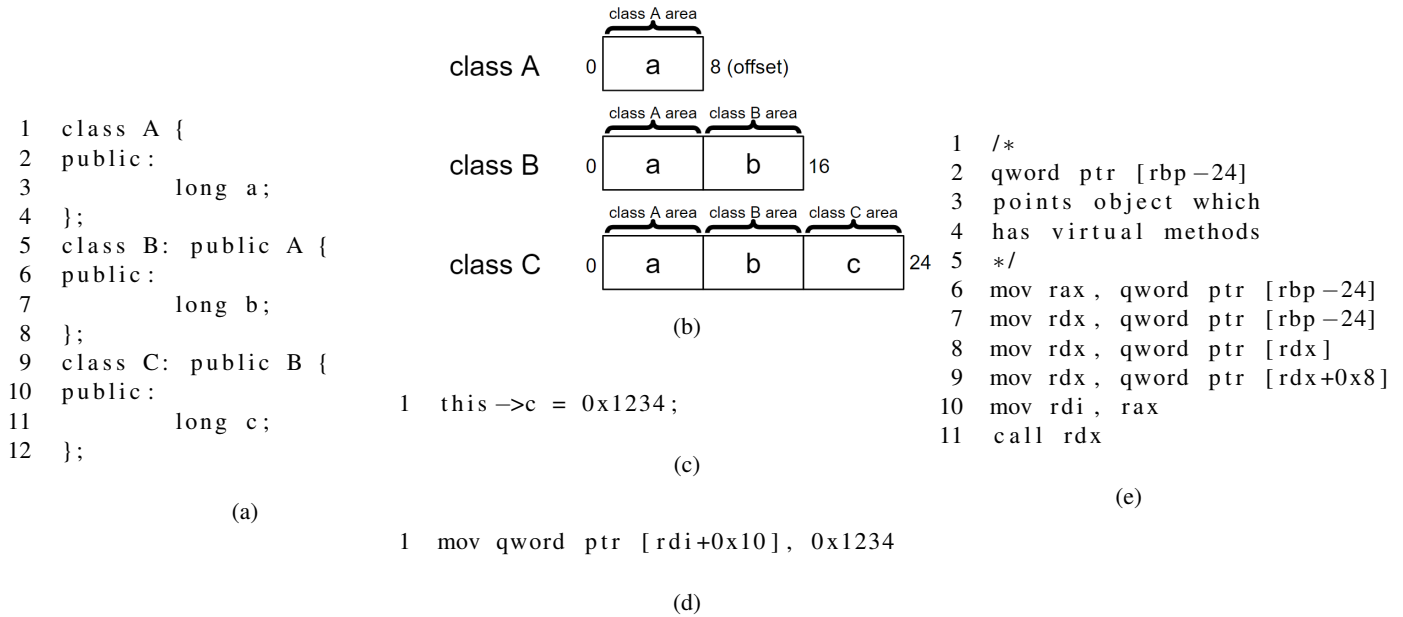 1 class A {
2 public:
3 long a;
4 };
5 class B: public A {
6 public:
7 long b;
8 };
9 class C: public B {
10 public:
11 long c;
12 };
(a)
class A area
class A 0 a 8 (offset)
class A area class B area
class B 0 a b 16
class A area class B area class C area
class C 0 a b c 24
(b)
1 this->c = 0x1234;
(c)
1 mov qword ptr [rdi+0x10], 0x1234
(d)
1 /*
2 qword ptr [rbp-24]
3 points object which
4 has virtual methods
5 */
6 mov rax, qword ptr [rbp-24]
7 mov rdx, qword ptr [rbp-24]
8 mov rdx, qword ptr [rdx]
9 mov rdx, qword ptr [rdx+0x8]
10 mov rdi, rax
11 call rdx
(e)